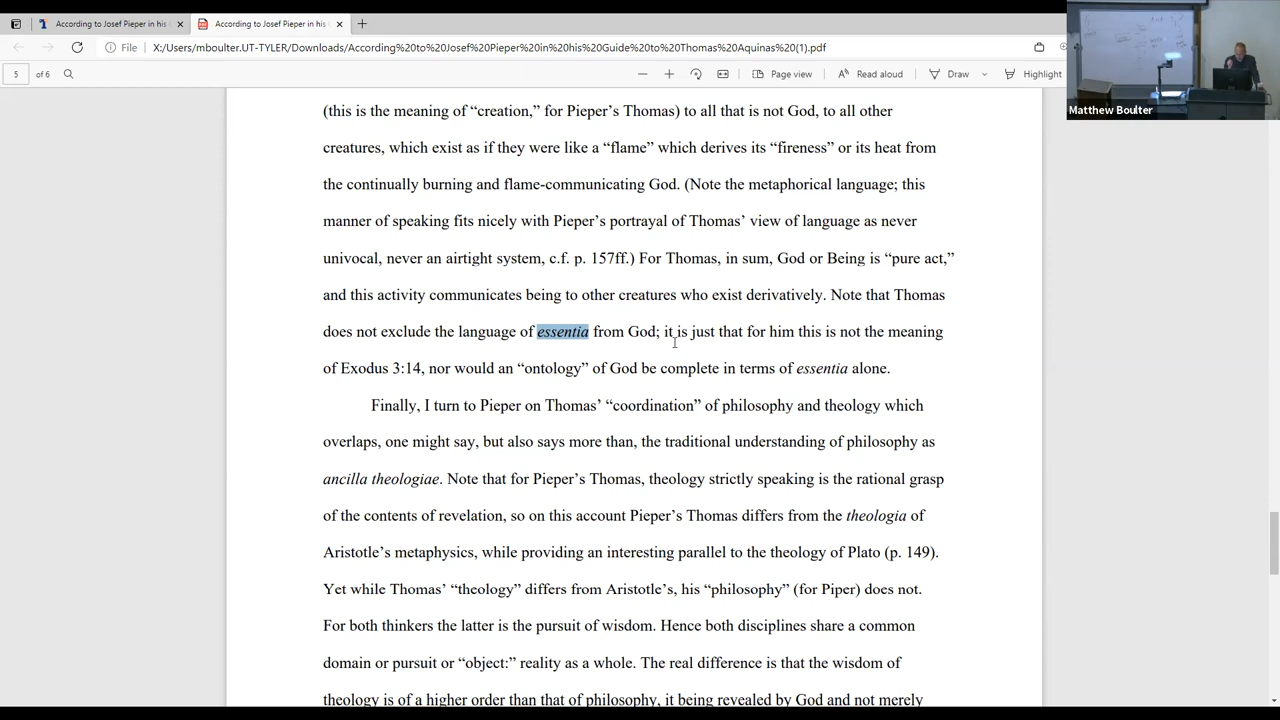 According to Josef Pieper in his
According to Josef Pieper in his G
File
X:/Users/mboulter.UT-TYLER/Downloads/According%20to%20Josef%20Pieper%20in%20his%20Guide%20to%20Thomas%20Aquinas%20(1).pdf
5 of 6
Page view
Read aloud
Draw
Highlight
Matthew Boulter
(this is the meaning of “creation,” for Pieper’s Thomas) to all that is not God, to all other
creatures, which exist as if they were like a “flame” which derives its “fireness” or its heat from
the continually burning and flame-communicating God. (Note the metaphorical language; this
manner of speaking fits nicely with Pieper’s portrayal of Thomas’ view of language as never
univocal, never an airtight system, c.f. p. 157ff.) For Thomas, in sum, God or Being is “pure act,”
and this activity communicates being to other creatures who exist derivatively. Note that Thomas
does not exclude the language of essentia from God; it is just that for him this is not the meaning
of Exodus 3:14, nor would an “ontology” of God be complete in terms of essentia alone.
Finally, I turn to Pieper on Thomas’ “coordination” of philosophy and theology which
overlaps, one might say, but also says more than, the traditional understanding of philosophy as
ancilla theologiae. Note that for Pieper’s Thomas, theology strictly speaking is the rational grasp
of the contents of revelation, so on this account Pieper’s Thomas differs from the theologia of
Aristotle’s metaphysics, while providing an interesting parallel to the theology of Plato (p. 149).
Yet while Thomas’ “theology” differs from Aristotle’s, his “philosophy” (for Piper) does not.
For both thinkers the latter is the pursuit of wisdom. Hence both disciplines share a common
domain or pursuit or “object:” reality as a whole. The real difference is that the wisdom of
theology is of a higher order than that of philosophy, it being revealed by God and not merely